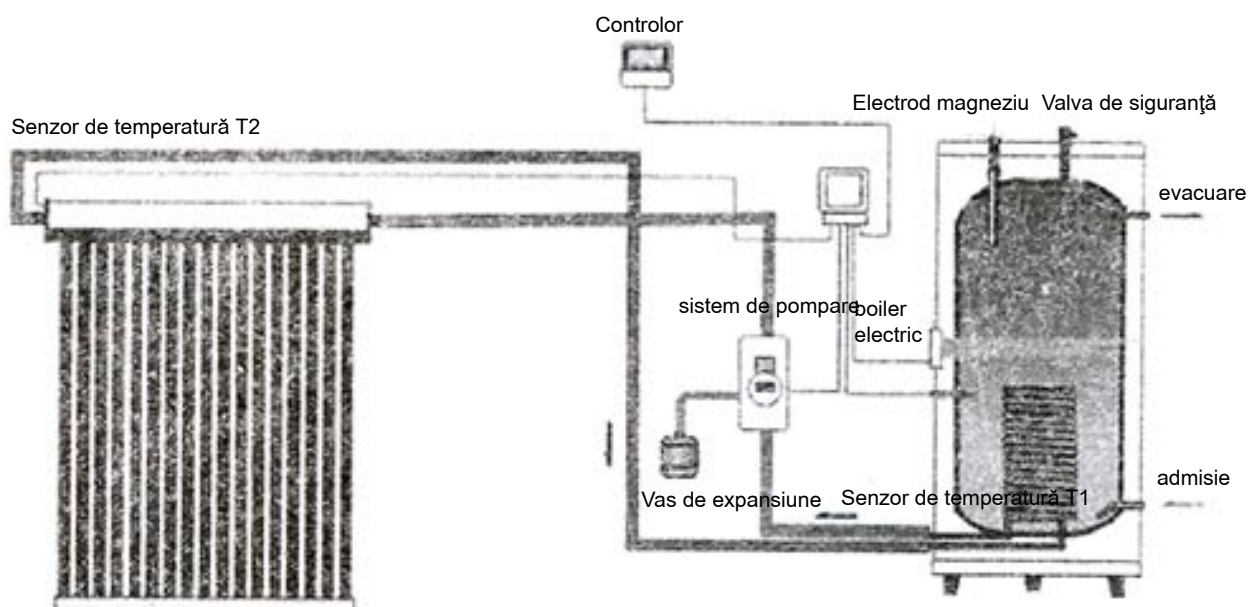 Controlor
Electrod magneziu
Valva de siguranţă
Senzor de temperatură T2
evacuare
sistem de pompare
boiler
electric
admisie
Vas de expansiune
Senzor de temperatură T1